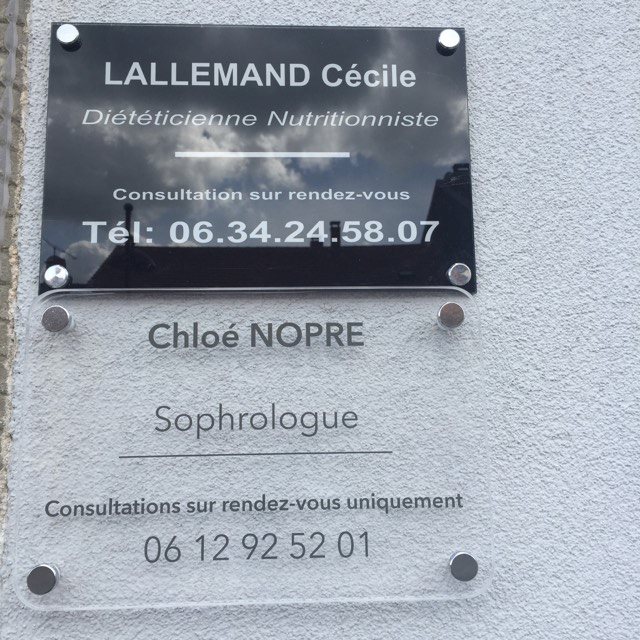 LALLEMAND Cécile
Diététicienne Nutritionniste
Consultation sur rendez-vous
Tél: 06.34.24.58.07
Chloé NOPRE
Sophrologue
Consultations sur rendez-vous uniquement
06 12 92 52 01